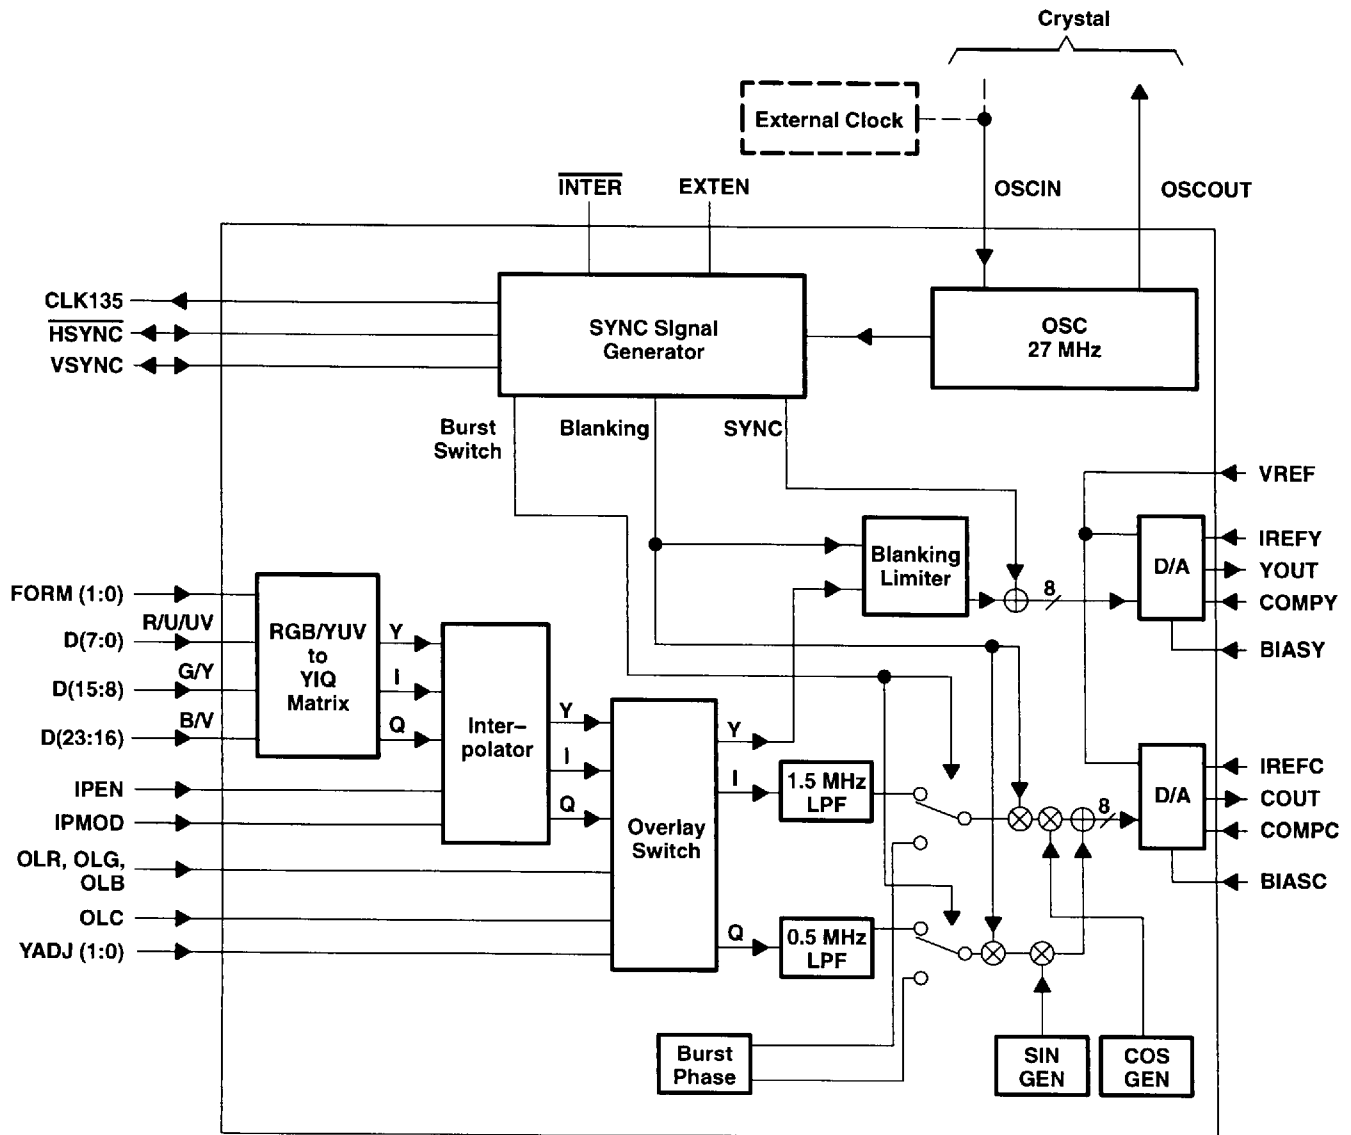 Crystal
External Clock
INTER
EXTEN
OSCIN
OSCOUT
CLK135
HSYNC
VSYNC
SYNC SIgnal
Generator
OSC
27 MHz
Burst
Switch
Blanking
SYNC
VREF
Blanking
Limiter
8
D/A
IREFY
YOUT
COMPY
BIASY
FORM (1:0)
R/U/UV
D(7:0)
G/Y
D(15:8)
B/V
D(23:16)
RGB/YUV
to
YIQ
Matrix
Y
I
Q
Inter–
polator
Y
I
Q
IPEN
IPMOD
OLR, OLG,
OLB
OLC
YADJ (1:0)
Overlay
Switch
Y
I
Q
1.5 MHz
LPF
0.5 MHz
LPF
8
D/A
IREFC
COUT
COMPC
BIASC
Burst
Phase
SIN
GEN
COS
GEN